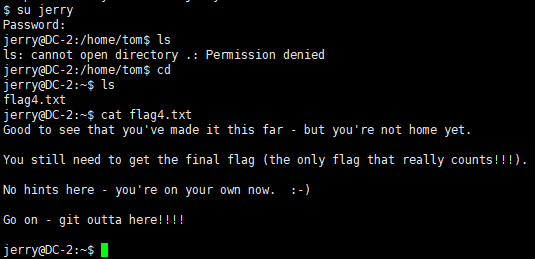 $ su jerry
Password:
jerry@DC-2:/home/tom$ ls
ls: cannot open directory .: Permission denied
jerry@DC-2:/home/tom$ cd
jerry@DC-2:~$ ls
flag4.txt
jerry@DC-2:~$ cat flag4.txt
Good to see that you've made it this far - but you're not home yet.
You still need to get the final flag (the only flag that really counts!!!).
No hints here - you're on your own now.  :-)
Go on - git outta here!!!!
jerry@DC-2:~$